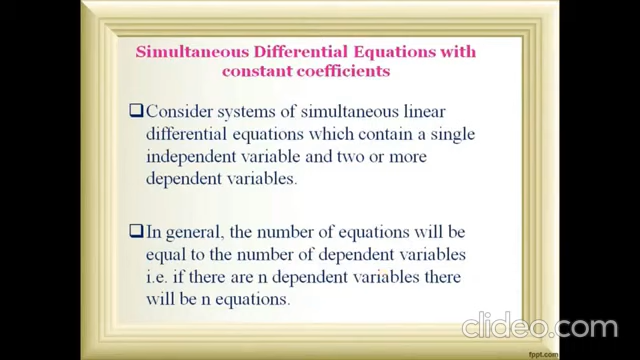 Simultaneous Differential Equations with
constant coefficients
❑Consider systems of simultaneous linear
differential equations which contain a single
independent variable and two or more
dependent variables.
❑In general, the number of equations will be
equal to the number of dependent variables
i.e. if there are n dependent variables there
will be n equations.
clideo.com
fppt.com